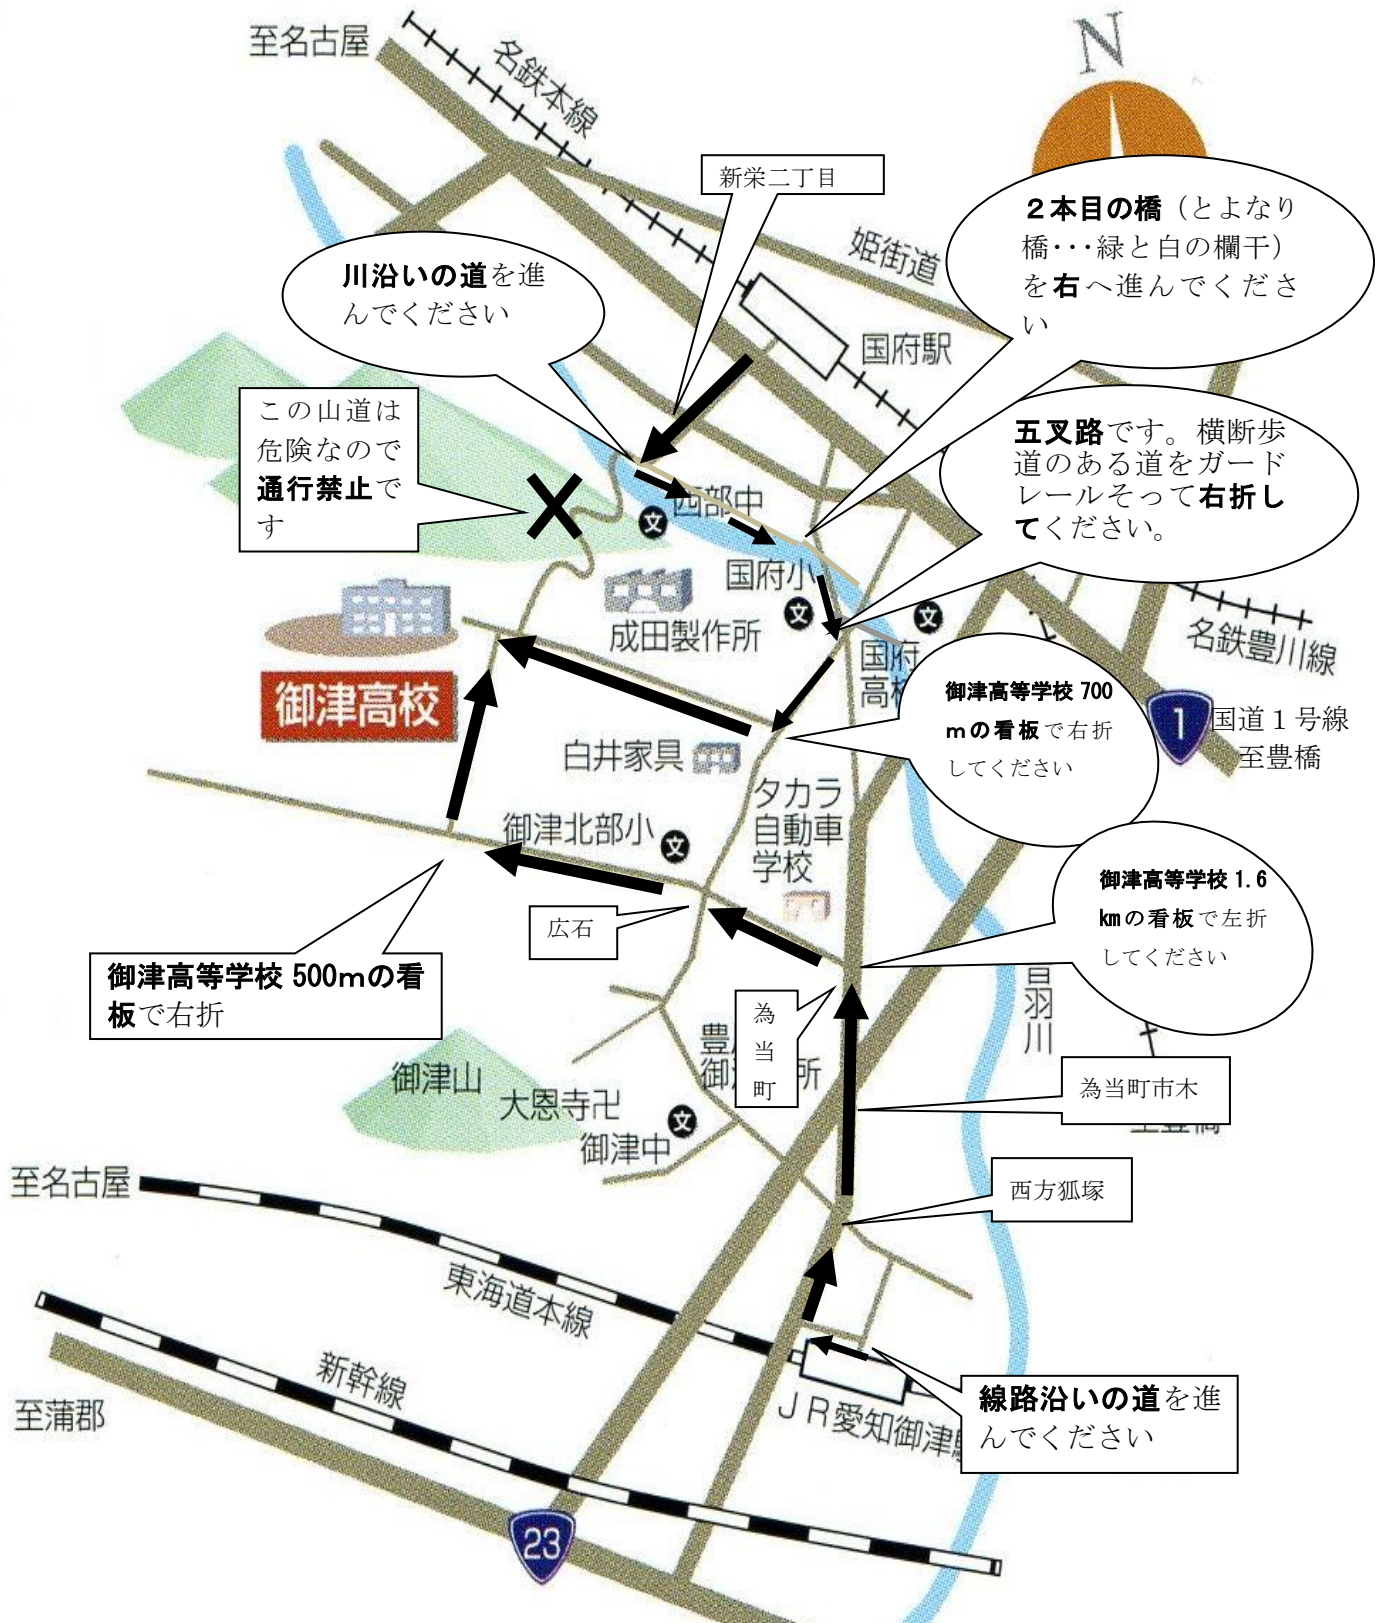 N
至名古屋
名鉄本線
新栄二丁目
姫街道
２本目の橋（とよなり
橋･･･緑と白の欄干）
を右へ進んでくださ
い
川沿いの道を進
んでください
国府駅
この山道は
危険なので
通行禁止で
す
五叉路です。横断歩
道のある道をガード
レールそって右折し
てください。
西部中
文
国府小
文
文
成田製作所
国府
名鉄豊川線
御津高校
御津高等学校 700
ｍの看板で右折
してください
1
国道１号線
至豊橋
白井家具
タカラ
自動車
学校
御津北部小
文
御津高等学校 1.6
㎞の看板で左折
してください
広石
御津高等学校 500ｍの看
板で右折
為
当
町
羽川
御津山
大恩寺卍
御津中
文
為当町市木
西方狐塚
至名古屋
東海道本線
新幹線
至蒲郡
ＪＲ愛知御津
線路沿いの道を進
んでください
23